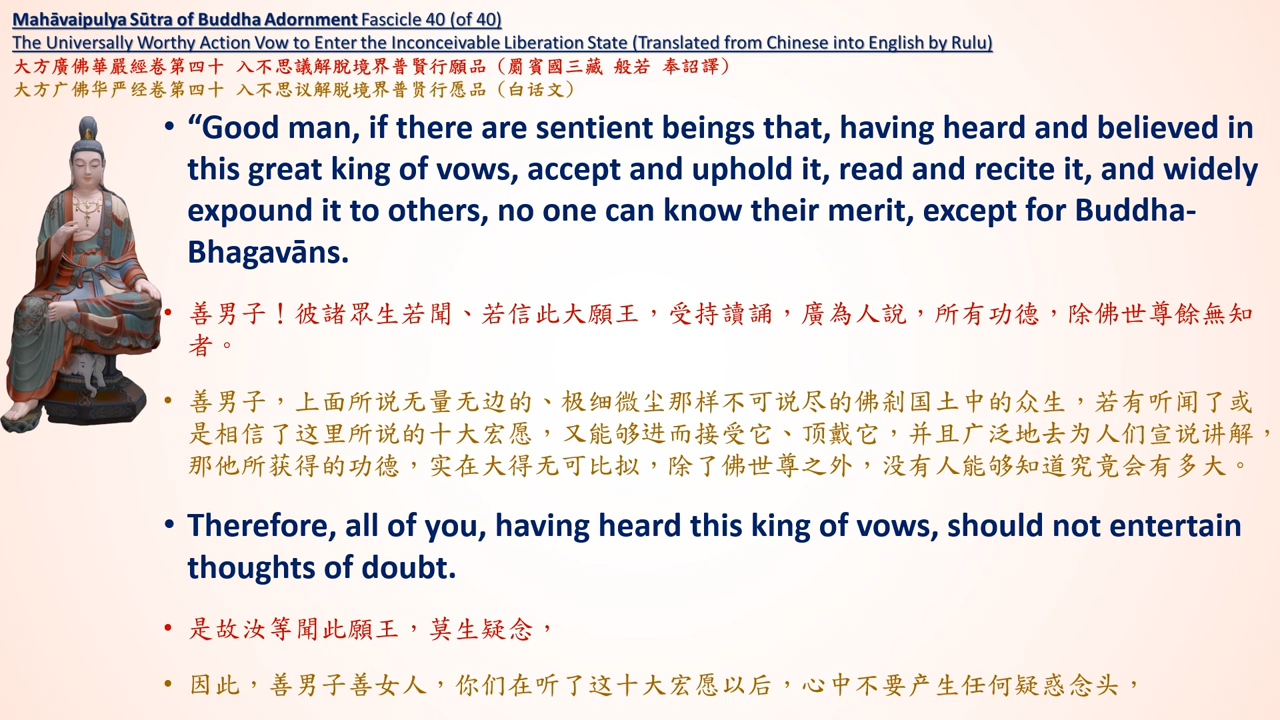 Mahāvaipulya Sūtra of Buddha Adornment Fascicle 40 (of 40)
The Universally Worthy Action Vow to Enter the Inconceivable Liberation State (Translated from Chinese into English by Rulu)
大方廣佛華嚴經卷第四十 入不思議解脫境界普賢行願品（罽賓國三藏 般若 奉詔譯）
大方广佛华严经卷第四十 入不思议解脱境界普贤行愿品（白话文）
• “Good man, if there are sentient beings that, having heard and believed in
this great king of vows, accept and uphold it, read and recite it, and widely
expound it to others, no one can know their merit, except for Buddha-
Bhagavāns.
• 善男子！彼諸眾生若聞、若信此大願王，受持讀誦，廣為人說，所有功德，除佛世尊餘無知
者。
• 善男子，上面所说无量无边的、极细微尘那样不可说尽的佛剎国土中的众生，若有听闻了或
是相信了这里所说的十大宏愿，又能够进而接受它、顶戴它，并且广泛地去为人们宣说讲解，
那他所获得的功德，实在大得无可比拟，除了佛世尊之外，没有人能够知道究竟会有多大。
• Therefore, all of you, having heard this king of vows, should not entertain
thoughts of doubt.
• 是故汝等聞此願王，莫生疑念，
• 因此，善男子善女人，你们在听了这十大宏愿以后，心中不要产生任何疑惑念头，